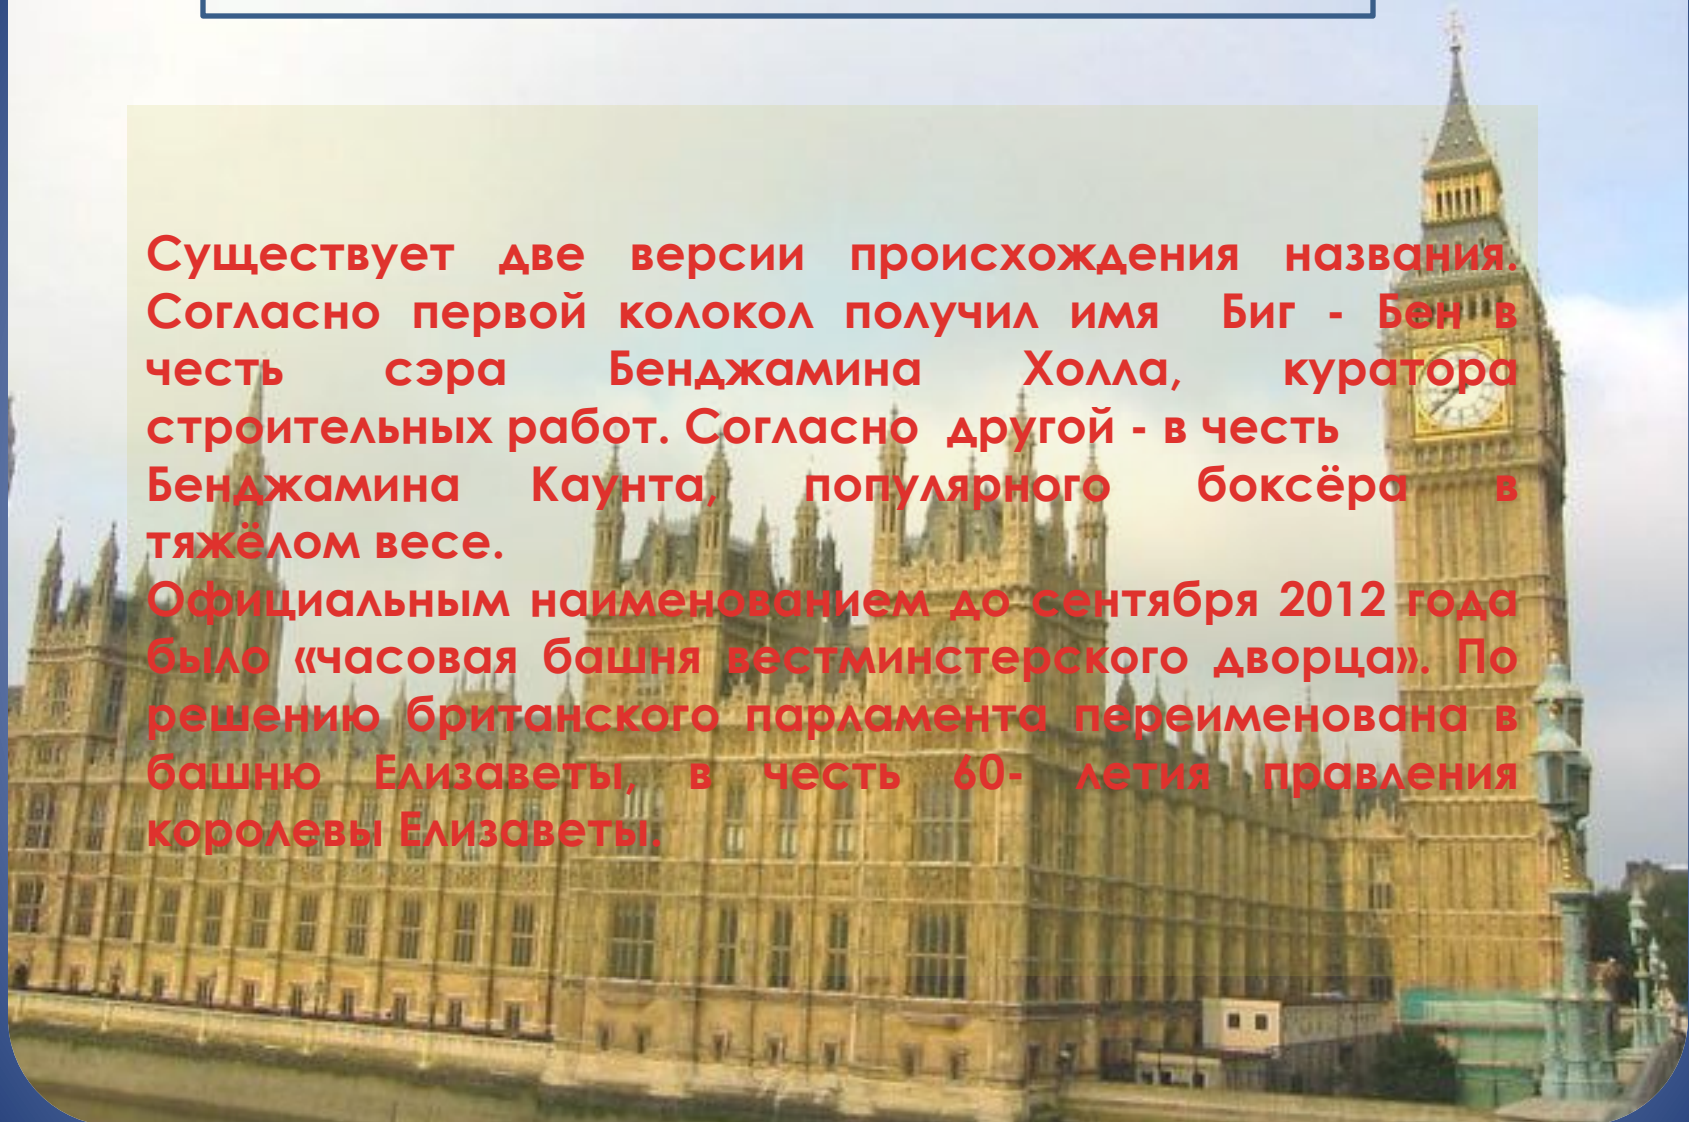 Существует две версии происхождения названия.
Согласно первой колокол получил имя Биг - Бен в
честь сэра Бенджамина Холла, куратора
строительных работ. Согласно другой - в честь
Бенджамина Каунта, популярного боксёра в
тяжёлом весе.
Официальным наименованием до сентября 2012 года
было «часовая башня вестминстерского дворца». По
решению британского парламента переименована в
башню Елизаветы, в честь 60- летия правления
королевы Елизаветы.